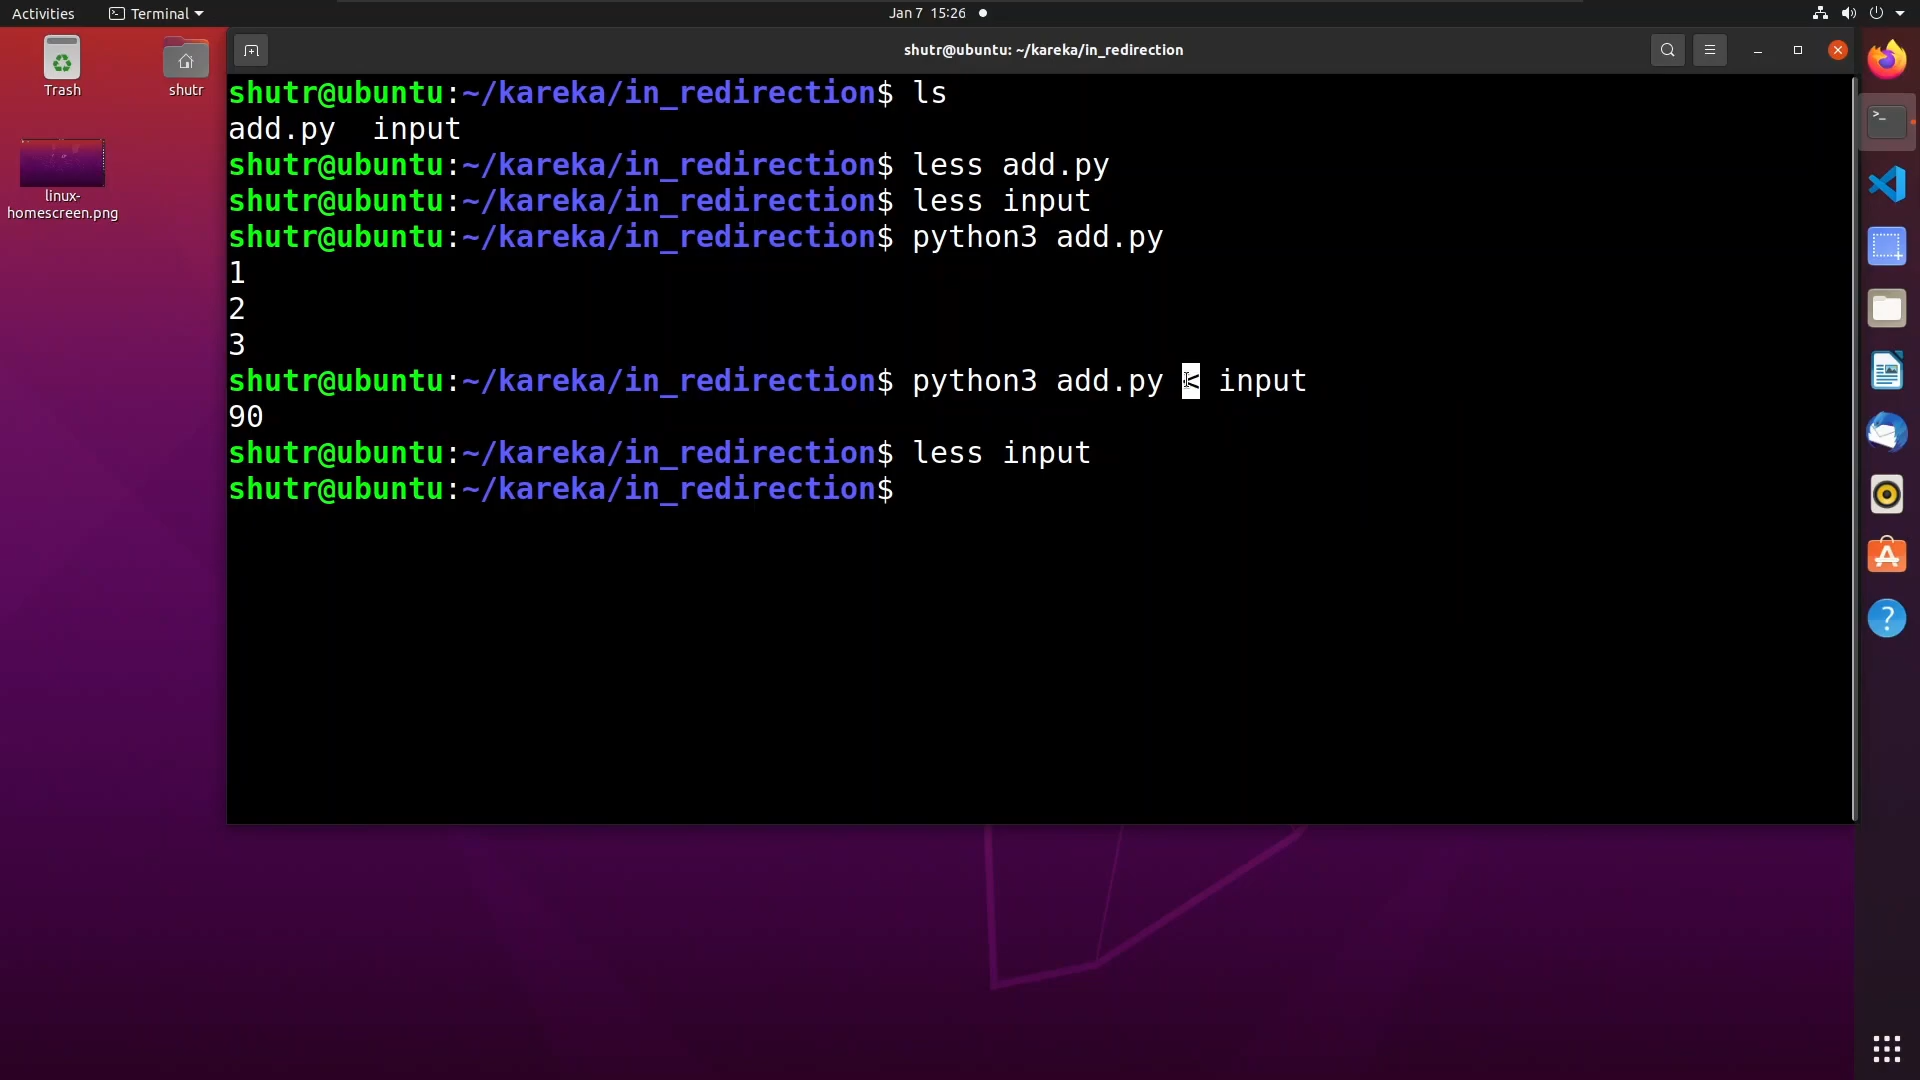 Activities Terminal Jan 7 15:26
Trash
shutr
linux-
homescreen.png
shutr@ubuntu: ~/kareka/in_redirection
shutr@ubuntu:~/kareka/in_redirection$ ls
add.py input
shutr@ubuntu:~/kareka/in_redirection$ less add.py
shutr@ubuntu:~/kareka/in_redirection$ less input
shutr@ubuntu:~/kareka/in_redirection$ python3 add.py
1
2
3
shutr@ubuntu:~/kareka/in_redirection$ python3 add.py < input
90
shutr@ubuntu:~/kareka/in_redirection$ less input
shutr@ubuntu:~/kareka/in_redirection$